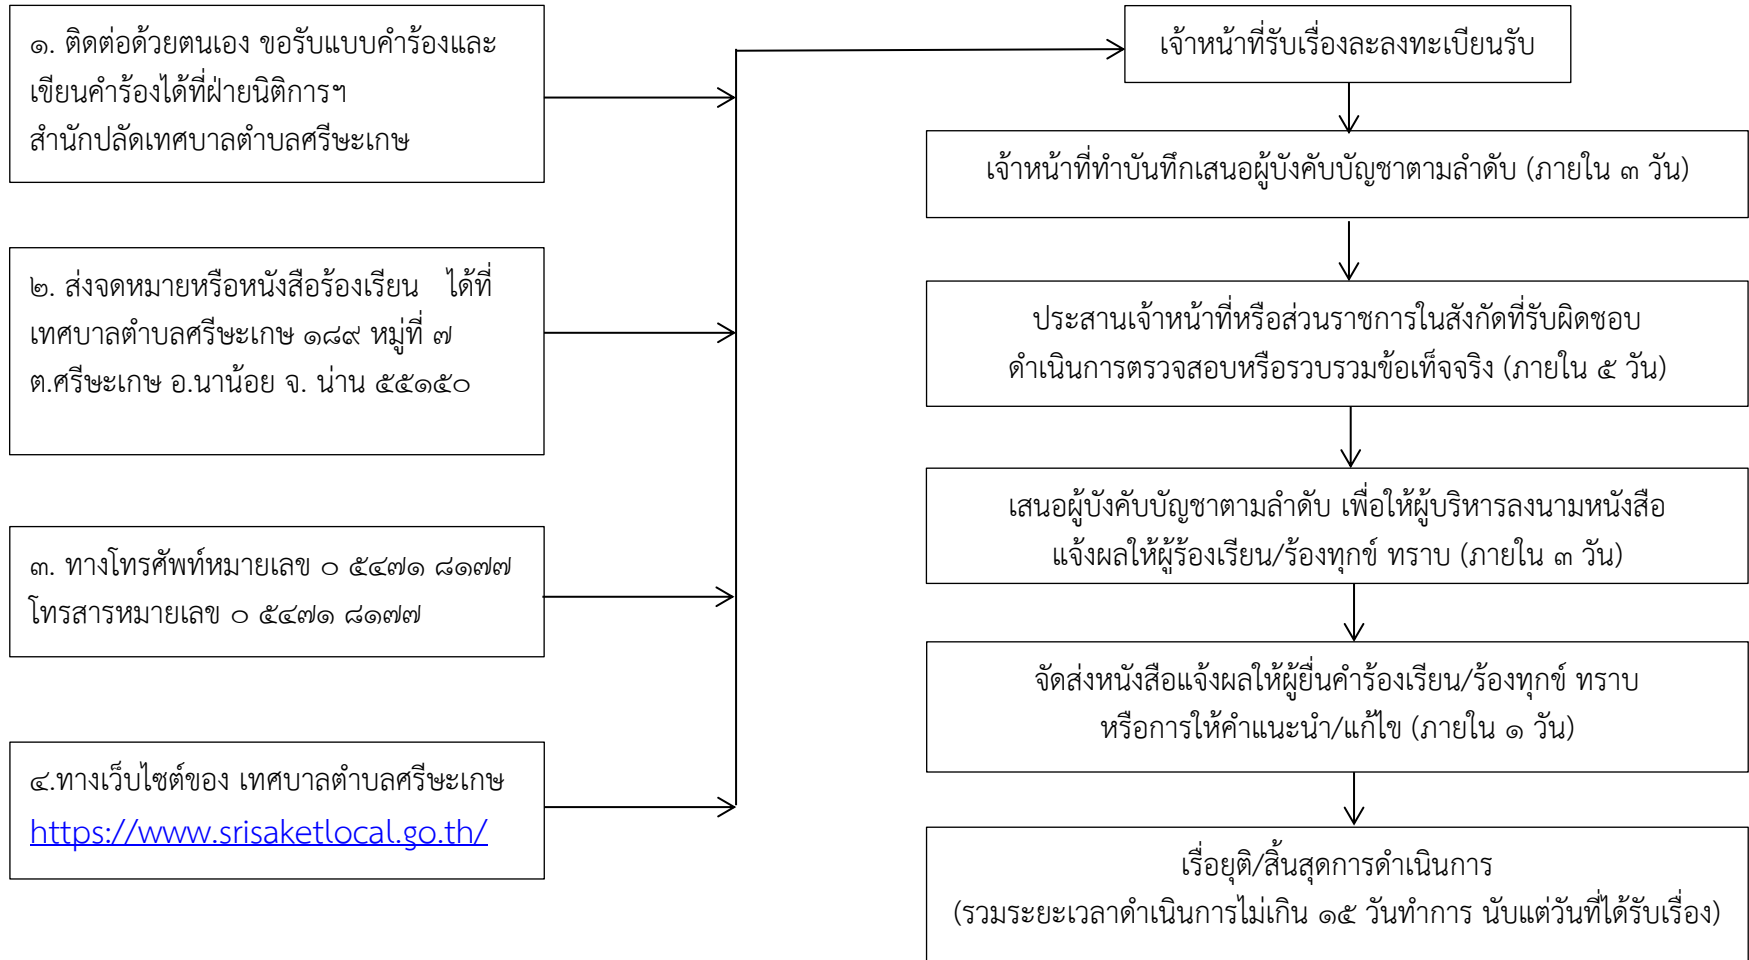 ๑. ติดต่อด้วยตนเอง ขอรับแบบคำร้องและ
เขียนคำร้องได้ที่ฝ่ายนิติการฯ
สำนักปลัดเทศบาลตำบลศรีษะเกษ
๒. ส่งจดหมายหรือหนังสือร้องเรียน ได้ที่
เทศบาลตำบลศรีษะเกษ ๑๘๙ หมู่ที่ ๗
ต.ศรีษะเกษ อ.นาน้อย จ. น่าน ๕๕๑๕๐
๓. ทางโทรศัพท์หมายเลข ๐ ๕๔๗๑ ๘๑๗๗
โทรสารหมายเลข ๐ ๕๔๗๑ ๘๑๗๗
๔.ทางเว็บไซต์ของ เทศบาลตำบลศรีษะเกษ
https://www.srisaketlocal.go.th/
เจ้าหน้าที่รับเรื่องละลงทะเบียนรับ
เจ้าหน้าที่ทำบันทึกเสนอผู้บังคับบัญชาตามลำดับ (ภายใน ๓ วัน)
ประสานเจ้าหน้าที่หรือส่วนราชการในสังกัดที่รับผิดชอบ
ดำเนินการตรวจสอบหรือรวบรวมข้อเท็จจริง (ภายใน ๕ วัน)
เสนอผู้บังคับบัญชาตามลำดับ เพื่อให้ผู้บริหารลงนามหนังสือ
แจ้งผลให้ผู้ร้องเรียน/ร้องทุกข์ ทราบ (ภายใน ๓ วัน)
จัดส่งหนังสือแจ้งผลให้ผู้ยื่นคำร้องเรียน/ร้องทุกข์ ทราบ
หรือการให้คำแนะนำ/แก้ไข (ภายใน ๑ วัน)
เรื่อยุติ/สิ้นสุดการดำเนินการ
(รวมระยะเวลาดำเนินการไม่เกิน ๑๕ วันทำการ นับแต่วันที่ได้รับเรื่อง)